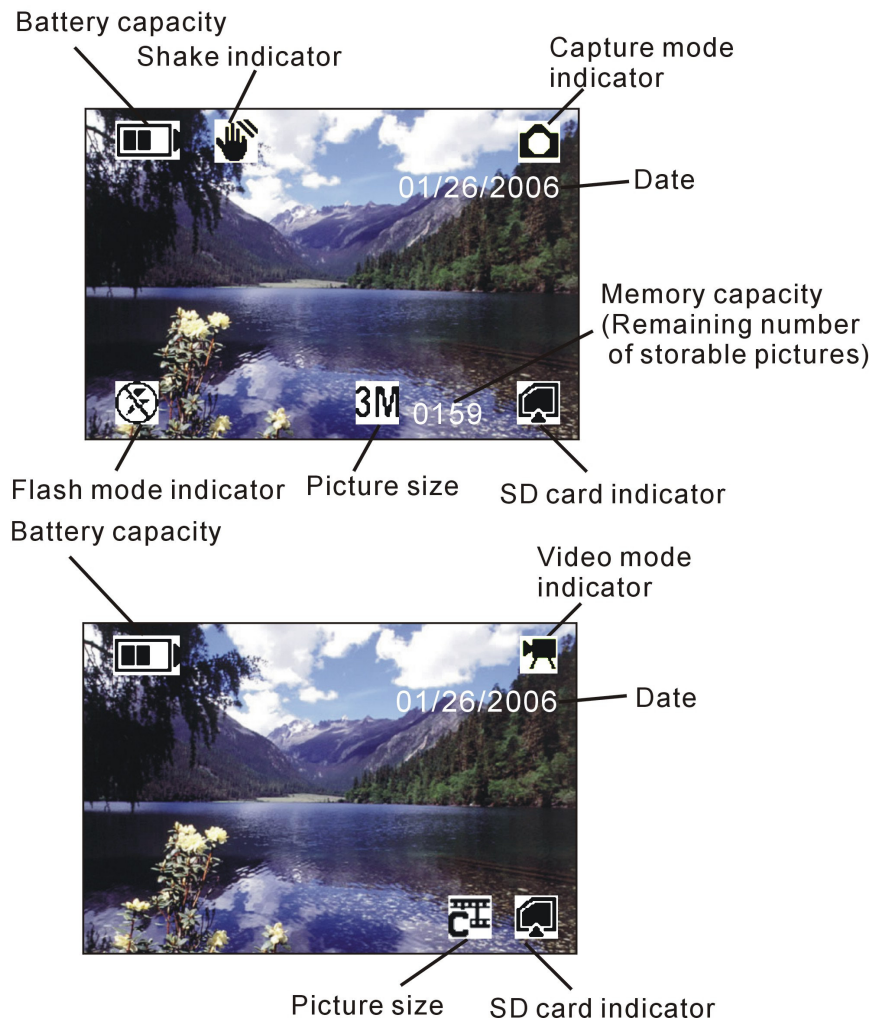 Battery capacity
Shake indicator
Capture mode
indicator
01/26/2006
Date
Memory capacity
(Remaining number
of storable pictures)
3M
0159
Flash mode indicator
Picture size
SD card indicator
Battery capacity
Video mode
indicator
01/26/2006
Date
C
Picture size
SD card indicator